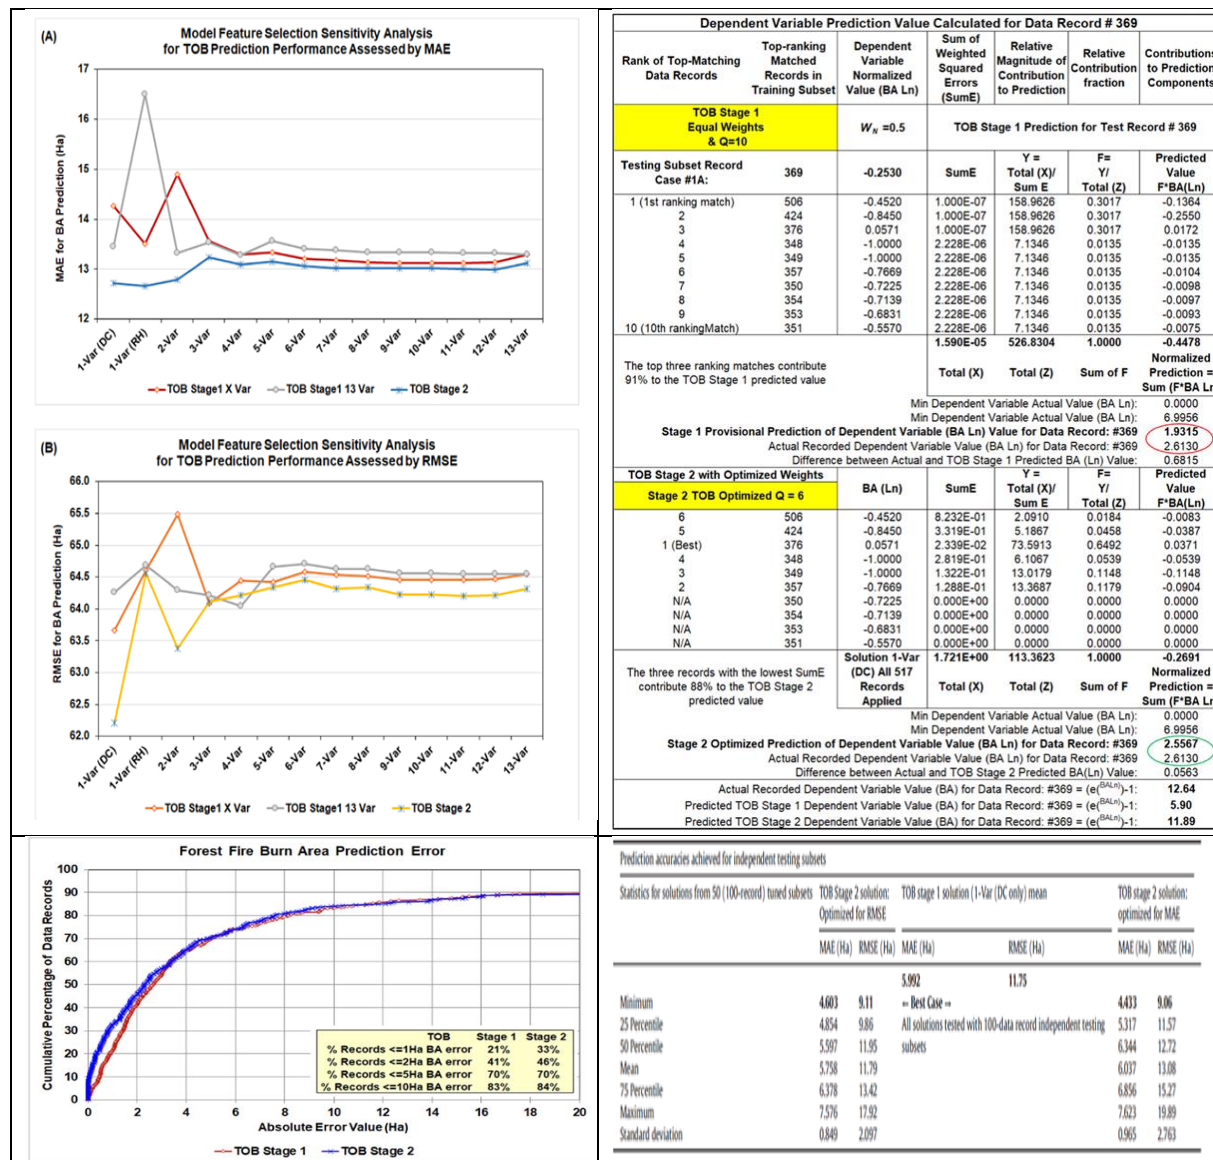 (A)
Model Feature Selection Sensitivity Analysis
for TOB Prediction Performance Assessed by MAE
MAE for BA Prediction (Ha)
17
16
15
14
13
12
1-Var (DC)
1-Var (RH)
2-Var
3-Var
4-Var
5-Var
6-Var
7-Var
8-Var
9-Var
10-Var
11-Var
12-Var
13-Var
TOB Stage1 X Var
TOB Stage1 13 Var
TOB Stage 2
(B)
Model Feature Selection Sensitivity Analysis
for TOB Prediction Performance Assessed by RMSE
RMSE for BA Prediction (Ha)
66.0
65.5
65.0
64.5
64.0
63.5
63.0
62.5
62.0
1-Var (DC)
1-Var (RH)
2-Var
3-Var
4-Var
5-Var
6-Var
7-Var
8-Var
9-Var
10-Var
11-Var
12-Var
13-Var
TOB Stage1 X Var
TOB Stage1 13 Var
TOB Stage 2
Dependent Variable Prediction Value Calculated for Data Record # 369
Rank of Top-Matching Data Records Top-ranking Matched Records in Training Subset Dependent Variable Normalized Value (BA Ln) Sum of Weighted Squared Errors (SumE) Relative Magnitude of Contribution to Prediction Relative Contribution fraction Contributions to Prediction Components
TOB Stage 1
Equal Weights
& Q=10
W_N =0.5
TOB Stage 1 Prediction for Test Record # 369
Testing Subset Record Case #1A: 369 -0.2530 SumE Y = Total (X)/ Sum E F= Y/ Total (Z) Predicted Value F*BA(Ln)
1 (1st ranking match) 506 -0.4520 1.000E-07 158.9626 0.3017 -0.1364
2 424 -0.8450 1.000E-07 158.9626 0.3017 -0.2550
3 376 0.0571 1.000E-07 158.9626 0.3017 0.0172
4 348 -1.0000 2.228E-06 7.1346 0.0135 -0.0135
5 349 -1.0000 2.228E-06 7.1346 0.0135 -0.0135
6 357 -0.7669 2.228E-06 7.1346 0.0135 -0.0104
7 350 -0.7225 2.228E-06 7.1346 0.0135 -0.0098
8 354 -0.7139 2.228E-06 7.1346 0.0135 -0.0097
9 353 -0.6831 2.228E-06 7.1346 0.0135 -0.0093
10 (10th rankingMatch) 351 -0.5570 2.228E-06 7.1346 0.0135 -0.0075
1.590E-05 526.8304 1.0000 -0.4478
The top three ranking matches contribute
91% to the TOB Stage 1 predicted value
Total (X) Total (Z) Sum of F Normalized Prediction = Sum (F*BA Ln
Min Dependent Variable Actual Value (BA Ln): 0.0000
Min Dependent Variable Actual Value (BA Ln): 6.9956
Stage 1 Provisional Prediction of Dependent Variable (BA Ln) Value for Data Record: #369 1.9315
Actual Recorded Dependent Variable Value (BA Ln) for Data Record: #369 2.6130
Difference between Actual and TOB Stage 1 Predicted BA (Ln) Value: 0.6815
TOB Stage 2 with Optimized Weights
Stage 2 TOB Optimized Q = 6
BA (Ln) SumE Y = Total (X)/ Sum E F= Y/ Total (Z) Predicted Value F*BA(Ln)
6 506 -0.4520 8.232E-01 2.0910 0.0184 -0.0083
5 424 -0.8450 3.319E-01 5.1867 0.0458 -0.0387
1 (Best) 376 0.0571 2.339E-02 73.5913 0.6492 0.0371
4 348 -1.0000 2.819E-01 6.1067 0.0539 -0.0539
3 349 -1.0000 1.322E-01 13.0179 0.1148 -0.1148
2 357 -0.7669 1.288E-01 13.3687 0.1179 -0.0904
N/A 350 -0.7225 0.000E+00 0.0000 0.0000 0.0000
N/A 354 -0.7139 0.000E+00 0.0000 0.0000 0.0000
N/A 353 -0.6831 0.000E+00 0.0000 0.0000 0.0000
N/A 351 -0.5570 0.000E+00 0.0000 0.0000 0.0000
Solution 1-Var (DC) All 517 Records Applied 1.721E+00 113.3623 1.0000 -0.2691
The three records with the lowest SumE
contribute 88% to the TOB Stage 2
predicted value
Total (X) Total (Z) Sum of F Normalized Prediction = Sum (F*BA Ln
Min Dependent Variable Actual Value (BA Ln): 0.0000
Min Dependent Variable Actual Value (BA Ln): 6.9956
Stage 2 Optimized Prediction of Dependent Variable Value (BA Ln) for Data Record: #369 2.5567
Actual Recorded Dependent Variable Value (BA Ln) for Data Record: #369 2.6130
Difference between Actual and TOB Stage 2 Predicted BA(Ln) Value: 0.0563
Actual Recorded Dependent Variable Value (BA) for Data Record: #369 = (e(^BALn)-1: 12.64
Predicted TOB Stage 1 Dependent Variable Value (BA) for Data Record: #369 = (e(^BALn)-1: 5.90
Predicted TOB Stage 2 Dependent Variable Value (BA) for Data Record: #369 = (e(^BALn)-1: 11.89
Forest Fire Burn Area Prediction Error
Cumulative Percentage of Data Records
100
90
80
70
60
50
40
30
20
10
0
0 2 4 6 8 10 12 14 16 18 20
Absolute Error Value (Ha)
TOB Stage 1 Stage 2
% Records <=1Ha BA error 21% 33%
% Records <=2Ha BA error 41% 46%
% Records <=5Ha BA error 70% 70%
% Records <=10Ha BA error 83% 84%
TOB Stage 1 TOB Stage 2
Prediction accuracies achieved for independent testing subsets
Statistics for solutions from 50 (100-record) tuned subsets TOB Stage 2 solution: Optimized for RMSE TOB stage 1 solution (1-Var (DC only) mean TOB stage 2 solution: optimized for MAE
MAE (Ha) RMSE (Ha) MAE (Ha) RMSE (Ha) MAE (Ha) RMSE (Ha)
5.992 11.75
Minimum 4.603 9.11 ⇐ Best Case ⇒ 4.433 9.06
25 Percentile 4.854 9.86 All solutions tested with 100-data record independent testing 5.317 11.57
50 Percentile 5.597 11.95 subsets 6.344 12.72
Mean 5.758 11.79 6.037 13.08
75 Percentile 6.378 13.42 6.856 15.27
Maximum 7.576 17.92 7.623 19.89
Standard deviation 0.849 2.097 0.965 2.763